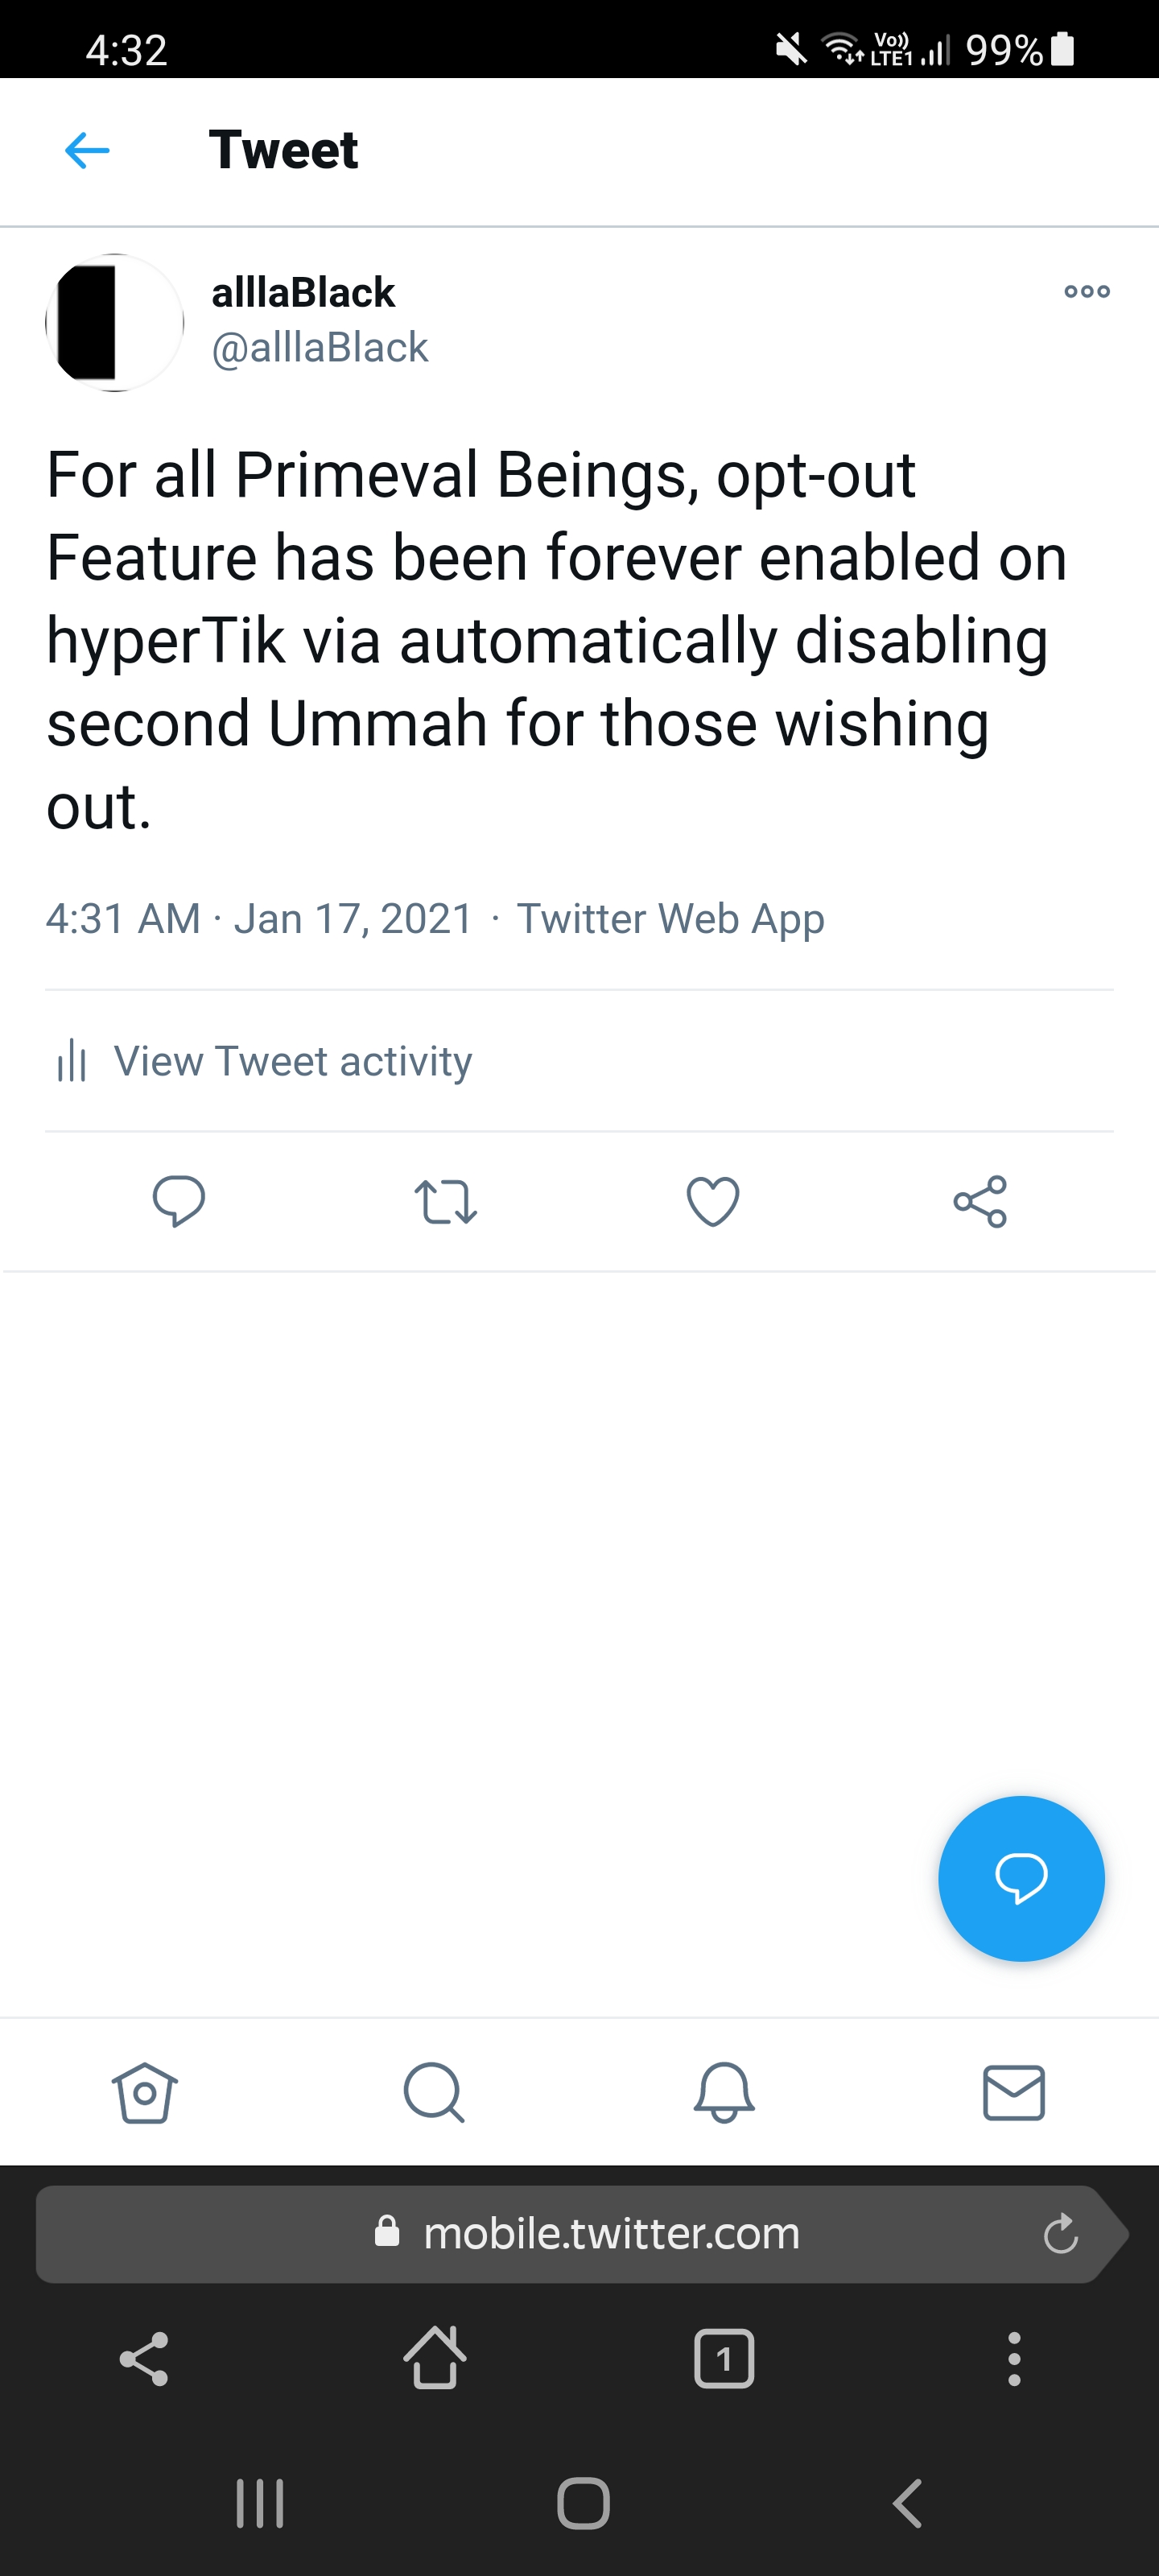 4:32
Vo)) LTE1 99%
Tweet
alllaBlack
@alllaBlack
For all Primeval Beings, opt-out
Feature has been forever enabled on
hyperTik via automatically disabling
second Ummah for those wishing
out.
4:31 AM · Jan 17, 2021 · Twitter Web App
View Tweet activity
mobile.twitter.com
1